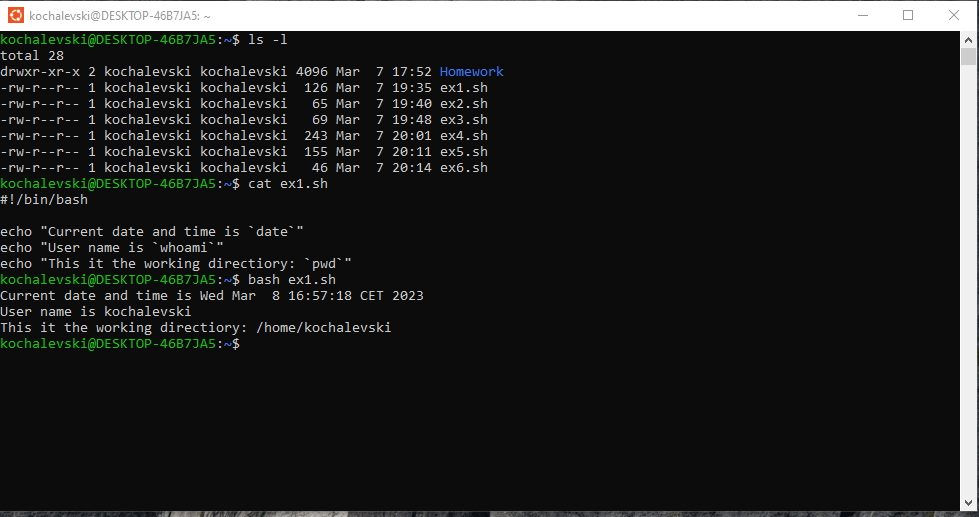 kochalevski@DESKTOP-46B7JA5: ~
kochalevski@DESKTOP-46B7JA5:~$ ls -l
total 28
drwxr-xr-x 2 kochalevski kochalevski 4096 Mar  7 17:52 Homework
-rw-r--r-- 1 kochalevski kochalevski  126 Mar  7 19:35 ex1.sh
-rw-r--r-- 1 kochalevski kochalevski   65 Mar  7 19:40 ex2.sh
-rw-r--r-- 1 kochalevski kochalevski   69 Mar  7 19:48 ex3.sh
-rw-r--r-- 1 kochalevski kochalevski  243 Mar  7 20:01 ex4.sh
-rw-r--r-- 1 kochalevski kochalevski  155 Mar  7 20:11 ex5.sh
-rw-r--r-- 1 kochalevski kochalevski   46 Mar  7 20:14 ex6.sh
kochalevski@DESKTOP-46B7JA5:~$ cat ex1.sh
#!/bin/bash

echo "Current date and time is `date`"
echo "User name is `whoami`"
echo "This it the working directiory: `pwd`"
kochalevski@DESKTOP-46B7JA5:~$ bash ex1.sh
Current date and time is Wed Mar  8 16:57:18 CET 2023
User name is kochalevski
This it the working directiory: /home/kochalevski
kochalevski@DESKTOP-46B7JA5:~$